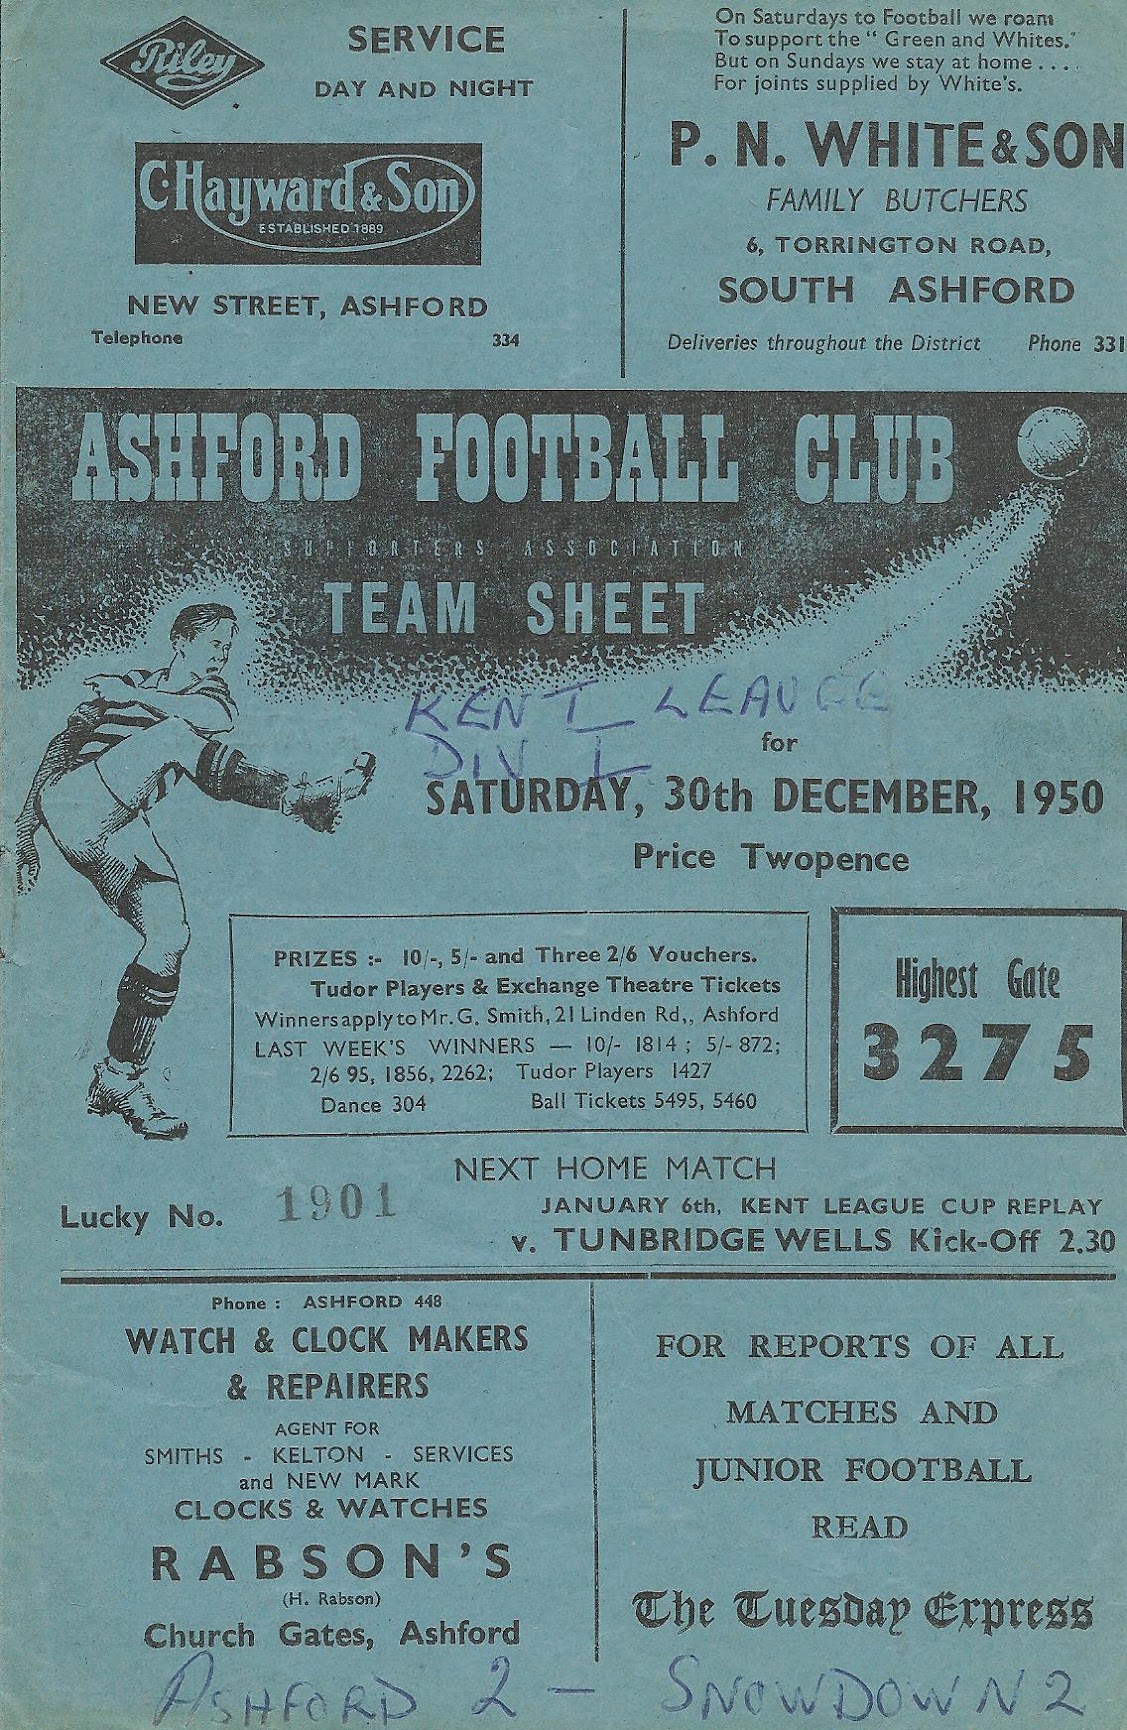 Riley
SERVICE
DAY AND NIGHT
C. Hayward & Son
ESTABLISHED 1889
NEW STREET, ASHFORD
Telephone 334
On Saturdays to Football we roam
To support the " Green and Whites."
But on Sundays we stay at home ....
For joints supplied by White's.
P. N. WHITE & SON
FAMILY BUTCHERS
6, TORRINGTON ROAD,
SOUTH ASHFORD
Deliveries throughout the District Phone 331
ASHFORD FOOTBALL CLUB
SUPPORTERS ASSOCIATION
TEAM SHEET
KENT LEAUGE
DIV I
for
SATURDAY, 30th DECEMBER, 1950
Price Twopence
PRIZES :- 10/-, 5/- and Three 2/6 Vouchers.
Tudor Players & Exchange Theatre Tickets
Winners apply to Mr. G. Smith, 21 Linden Rd,, Ashford
LAST WEEK'S WINNERS — 10/- 1814 ; 5/- 872;
2/6 95, 1856, 2262; Tudor Players 1427
Dance 304 Ball Tickets 5495, 5460
Highest Gate
3275
NEXT HOME MATCH
JANUARY 6th, KENT LEAGUE CUP REPLAY
v. TUNBRIDGE WELLS Kick-Off 2.30
Lucky No. 1901
Phone : ASHFORD 448
WATCH & CLOCK MAKERS
& REPAIRERS
AGENT FOR
SMITHS - KELTON - SERVICES
and NEW MARK
CLOCKS & WATCHES
RABSON'S
(H. Rabson)
Church Gates, Ashford
FOR REPORTS OF ALL
MATCHES AND
JUNIOR FOOTBALL
READ
The Tuesday Express
ASHFORD 2 – SNOWDOWN 2